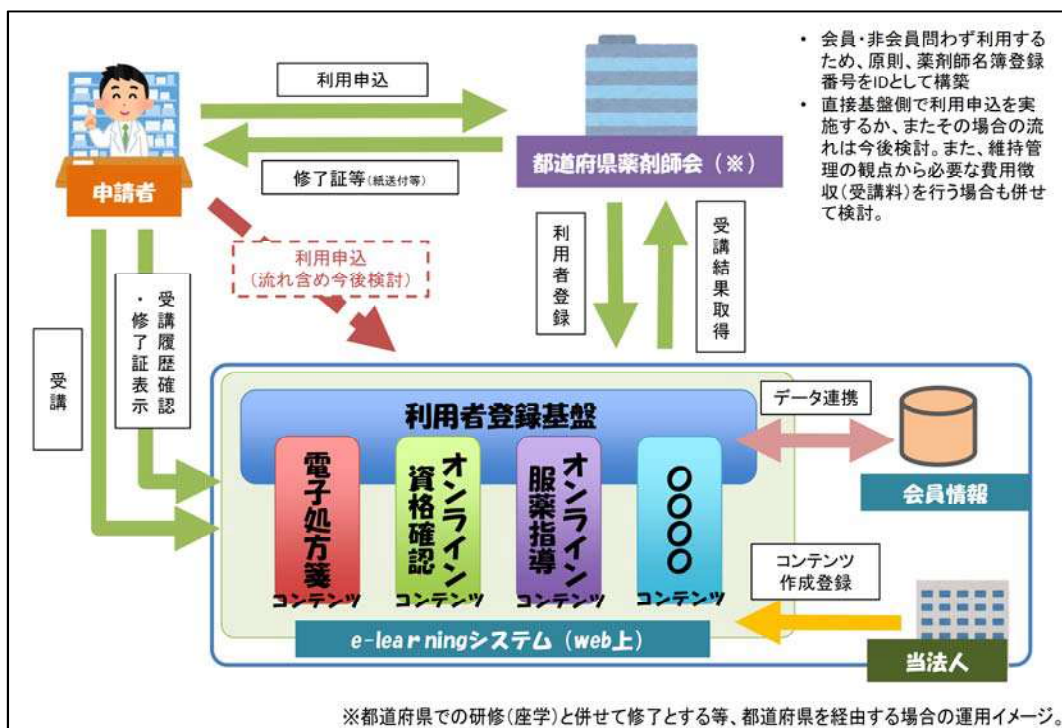 利用申込
修了証等(紙送付等)
申請者
都道府県薬剤師会(※)
• 会員・非会員問わず利用する
ため、原則、薬剤師名簿登録
番号をIDとして構築
• 直接基盤側で利用申込を実
施するか、またその場合の流
れは今後検討。また、維持管
理の観点から必要な費用徴
収(受講料)を行う場合も併せ
て検討。
利用申込
(流れ含め今後検討)
利用者登録
受講結果取得
受講
受講履歴確認
・修了証表示
利用者登録基盤
電子処方箋
コンテンツ
オンライン
資格確認
コンテンツ
オンライン
服薬指導
コンテンツ
〇〇〇〇
コンテンツ
e-learningシステム(web上)
データ連携
会員情報
コンテンツ
作成登録
当法人
※都道府県での研修(座学)と併せて修了とする等、都道府県を経由する場合の運用イメージ。